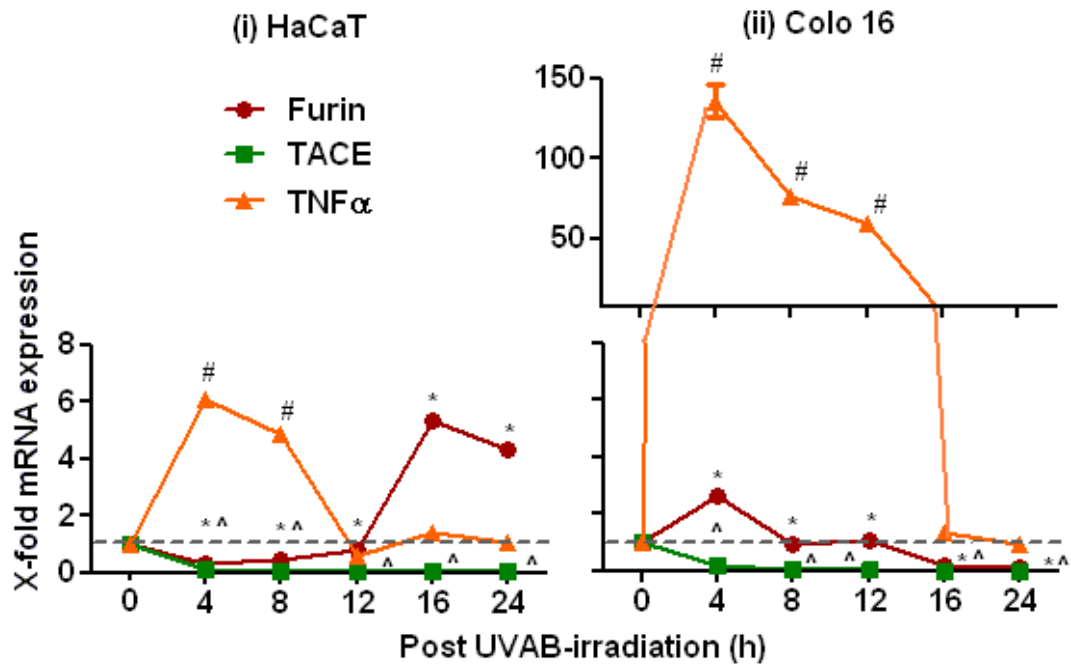 (i) HaCaT
(ii) Colo 16
Furin
TACE
TNFα
150
100
50
# # #
X-fold mRNA expression
8
6
4
2
0
# #
* *
*^ *^ *
^ ^ ^
* * *
^ ^ ^ *^ *^
0 4 8 12 16 24
0 4 8 12 16 24
Post UVAB-irradiation (h)